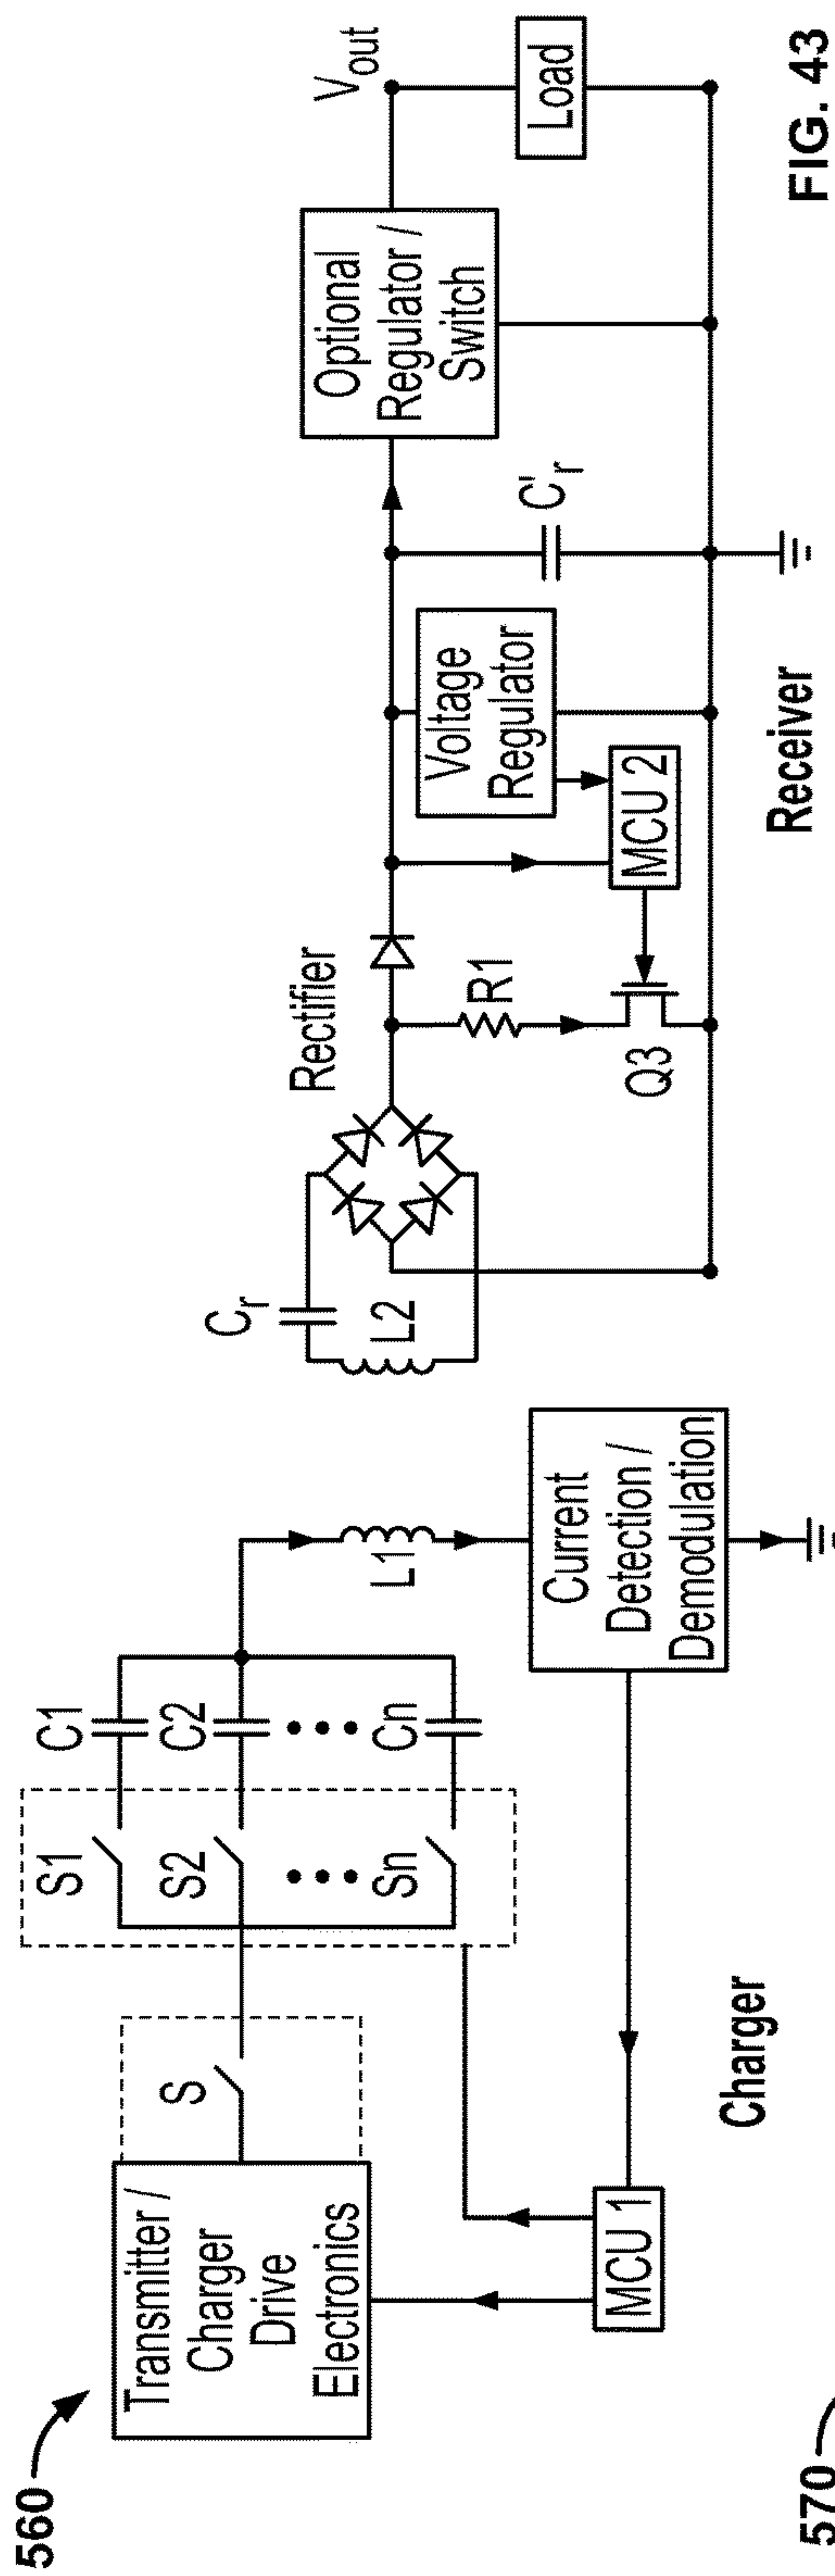 560
Transmitter /
Charger
Drive
Electronics
S
S1
S2
Sn
C1
C2
Cn
L1
Current
Detection /
Demodulation
MCU 1
Charger
Cr
L2
Rectifier
R1
Q3
Voltage
Regulator
MCU 2
C'r
Optional
Regulator /
Switch
Vout
Load
Receiver
FIG. 43
570